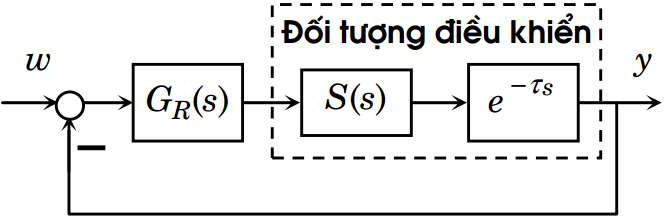 Đối tượng điều khiển
w
y
G_R(s)
S(s)
e^{-τs}
−